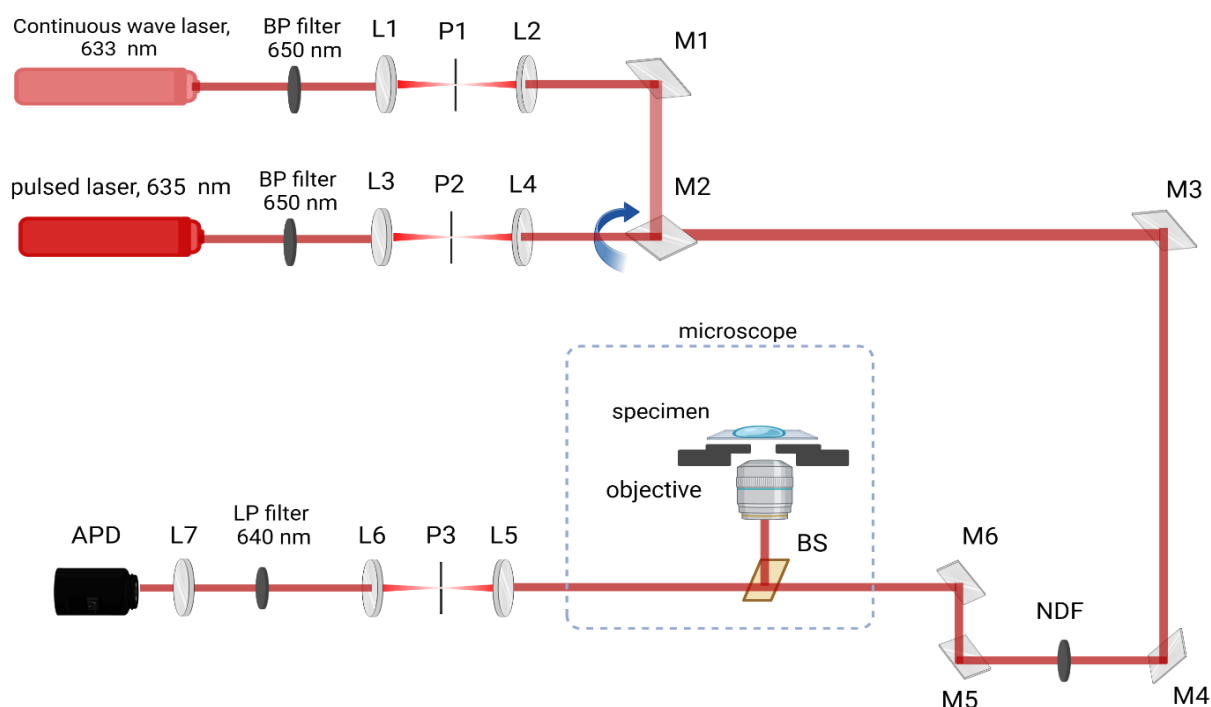 Continuous wave laser,
633 nm
BP filter
650 nm
L1
P1
L2
M1
pulsed laser, 635 nm
BP filter
650 nm
L3
P2
L4
M2
M3
microscope
specimen
objective
BS
APD
L7
LP filter
640 nm
L6
P3
L5
M6
NDF
M5
M4